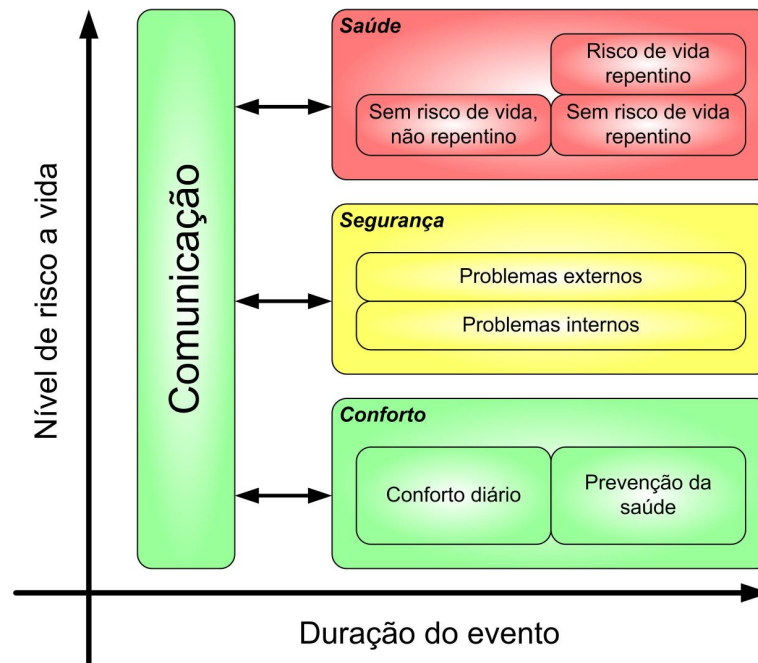 Nível de risco a vida
Comunicação
Saúde
Risco de vida
repentino
Sem risco de vida,
não repentino
Sem risco de vida
repentino
Segurança
Problemas externos
Problemas internos
Conforto
Conforto diário
Prevenção da
saúde
Duração do evento